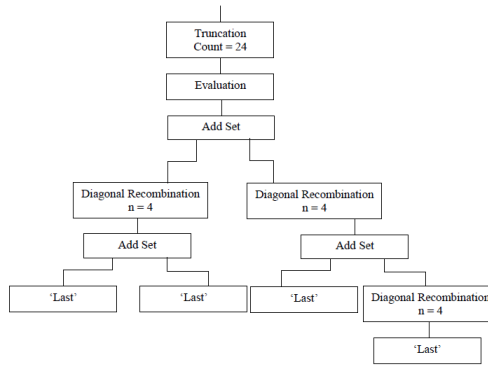 Truncation
Count = 24
Evaluation
Add Set
Diagonal Recombination
n = 4
Diagonal Recombination
n = 4
Add Set
Add Set
‘Last’
‘Last’
‘Last’
Diagonal Recombination
n = 4
‘Last’